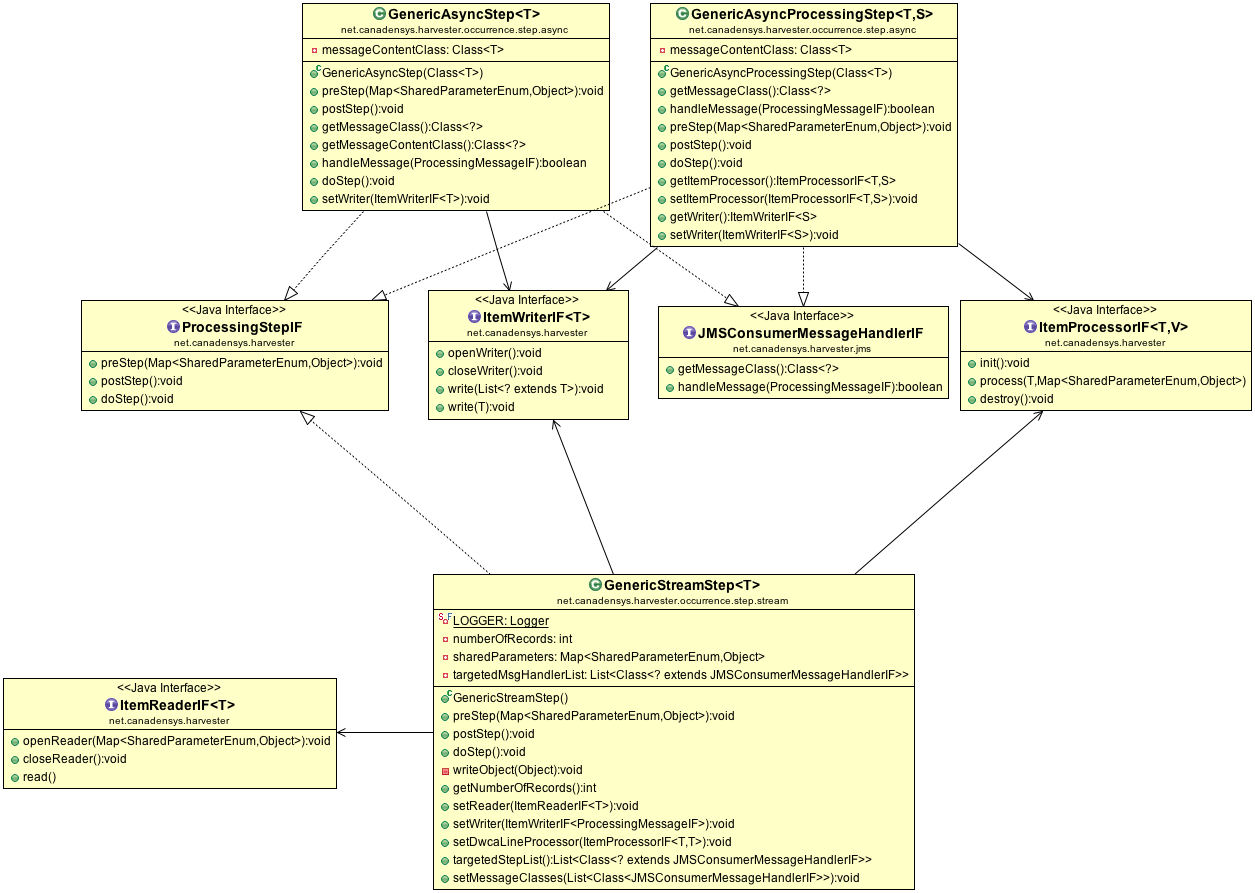 GenericAsyncStep<T>
net.canadensys.harvester.occurrence.step.async
messageContentClass: Class<T>
GenericAsyncStep(Class<T>)
preStep(Map<SharedParameterEnum,Object>):void
postStep():void
getMessageClass():Class<?>
getMessageContentClass():Class<?>
handleMessage(ProcessingMessageIF):boolean
doStep():void
setWriter(ItemWriterIF<T>):void
GenericAsyncProcessingStep<T,S>
net.canadensys.harvester.occurrence.step.async
messageContentClass: Class<T>
GenericAsyncProcessingStep(Class<T>)
getMessageClass():Class<?>
handleMessage(ProcessingMessageIF):boolean
preStep(Map<SharedParameterEnum,Object>):void
postStep():void
doStep():void
getItemProcessor():ItemProcessorIF<T,S>
setItemProcessor(ItemProcessorIF<T,S>):void
getWriter():ItemWriterIF<S>
setWriter(ItemWriterIF<S>):void
<<Java Interface>>
ProcessingStepIF
net.canadensys.harvester
preStep(Map<SharedParameterEnum,Object>):void
postStep():void
doStep():void
<<Java Interface>>
ItemWriterIF<T>
net.canadensys.harvester
openWriter():void
closeWriter():void
write(List<? extends T>):void
write(T):void
<<Java Interface>>
JMSConsumerMessageHandlerIF
net.canadensys.harvester.jms
getMessageClass():Class<?>
handleMessage(ProcessingMessageIF):boolean
<<Java Interface>>
ItemProcessorIF<T,V>
net.canadensys.harvester
init():void
process(T,Map<SharedParameterEnum,Object>)
destroy():void
GenericStreamStep<T>
net.canadensys.harvester.occurrence.step.stream
LOGGER: Logger
numberOfRecords: int
sharedParameters: Map<SharedParameterEnum,Object>
targetedMsgHandlerList: List<Class<? extends JMSConsumerMessageHandlerIF>>
GenericStreamStep()
preStep(Map<SharedParameterEnum,Object>):void
postStep():void
doStep():void
writeObject(Object):void
getNumberOfRecords():int
setReader(ItemReaderIF<T>):void
setWriter(ItemWriterIF<ProcessingMessageIF>):void
setDwcaLineProcessor(ItemProcessorIF<T,T>):void
targetedStepList():List<Class<? extends JMSConsumerMessageHandlerIF>>
setMessageClasses(List<Class<JMSConsumerMessageHandlerIF>>):void
<<Java Interface>>
ItemReaderIF<T>
net.canadensys.harvester
openReader(Map<SharedParameterEnum,Object>):void
closeReader():void
read()